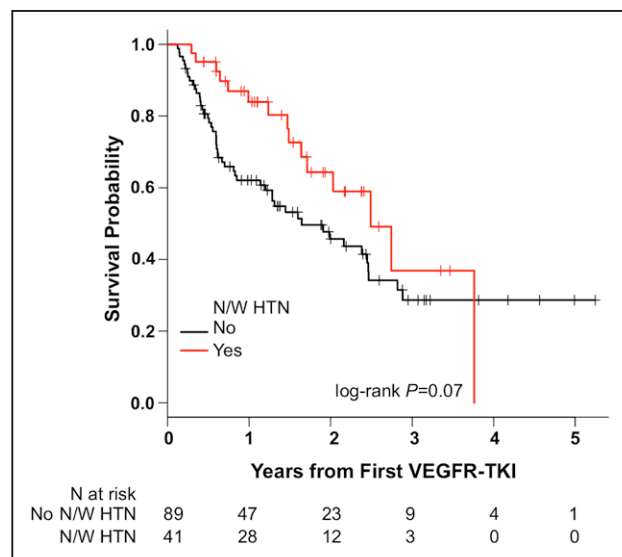 1.0
0.8
0.6
0.4
0.2
0.0
Survival Probability
N/W HTN
No
Yes
log-rank P=0.07
0 1 2 3 4 5
Years from First VEGFR-TKI
N at risk
No N/W HTN 89 47 23 9 4 1
N/W HTN 41 28 12 3 0 0